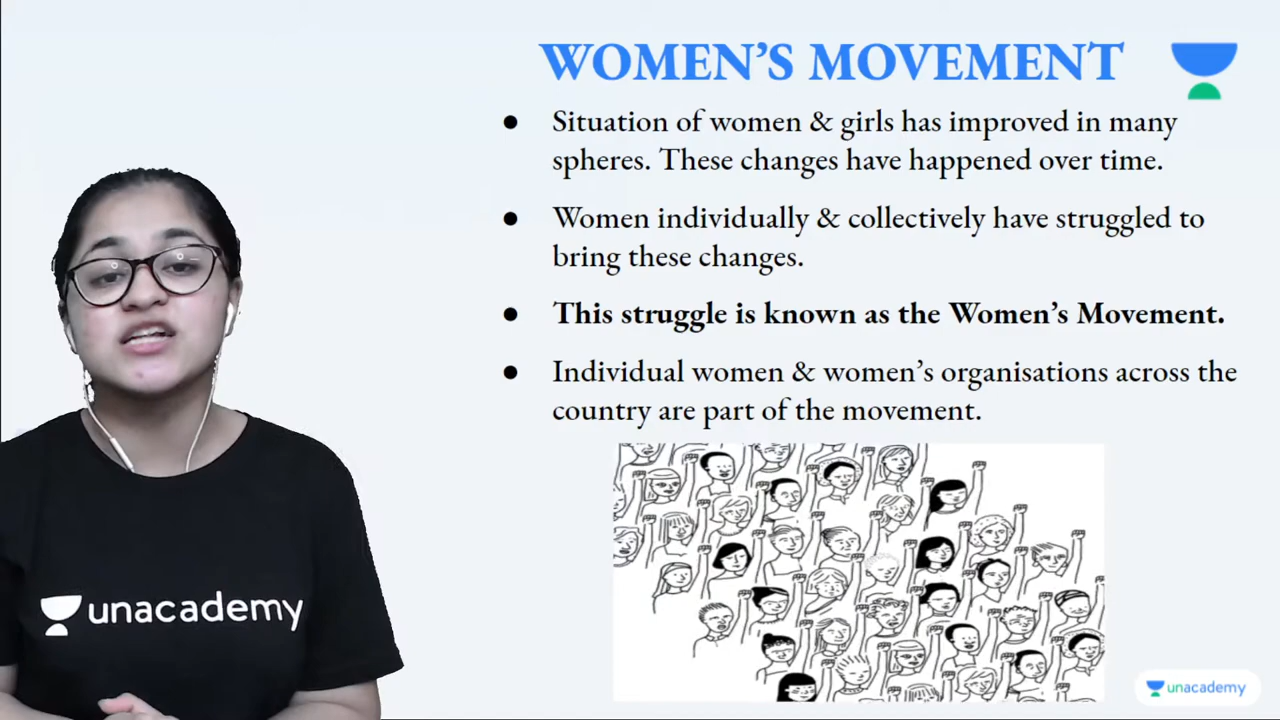 WOMEN'S MOVEMENT
● Situation of women & girls has improved in many
spheres. These changes have happened over time.
● Women individually & collectively have struggled to
bring these changes.
● This struggle is known as the Women's Movement.
● Individual women & women's organisations across the
country are part of the movement.
unacademy
unacademy